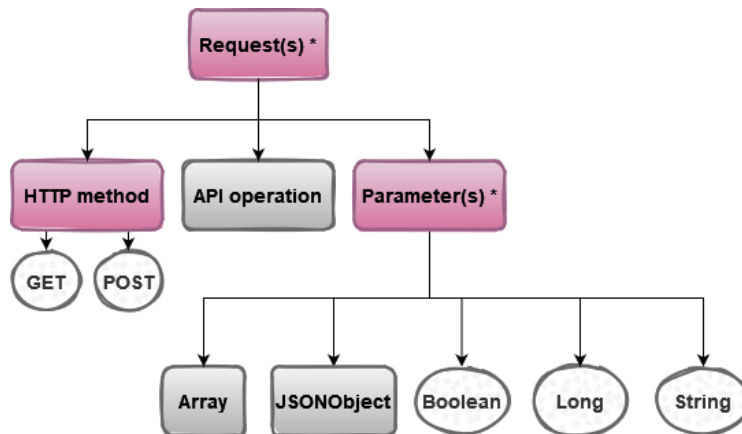 Request(s) *
HTTP method
API operation
Parameter(s) *
GET
POST
Array
JSONObject
Boolean
Long
String